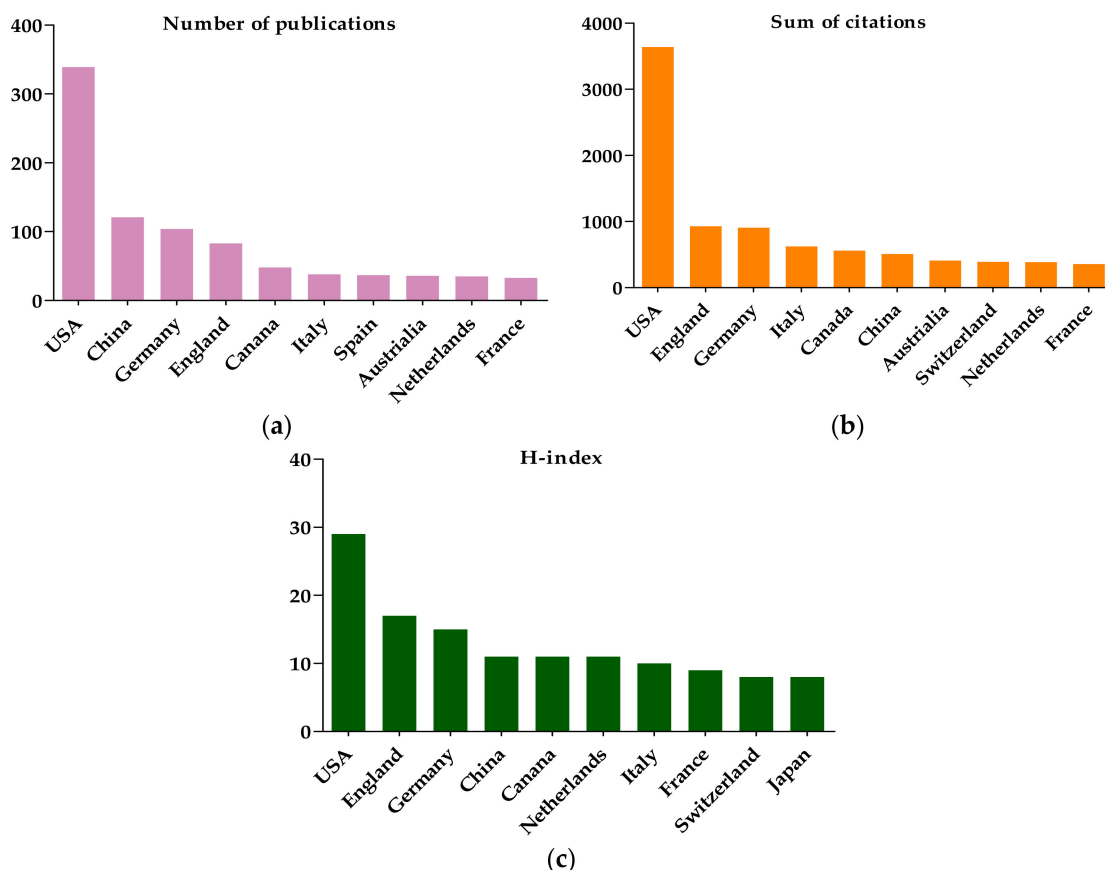 Number of publications
400
300
200
100
0
USA
China
Germany
England
Canana
Italy
Spain
Austrialia
Netherlands
France
(a)
Sum of citations
4000
3000
2000
1000
0
USA
England
Germany
Italy
Canada
China
Austrialia
Switzerland
Netherlands
France
(b)
H-index
40
30
20
10
0
USA
England
Germany
China
Canana
Netherlands
Italy
France
Switzerland
Japan
(c)